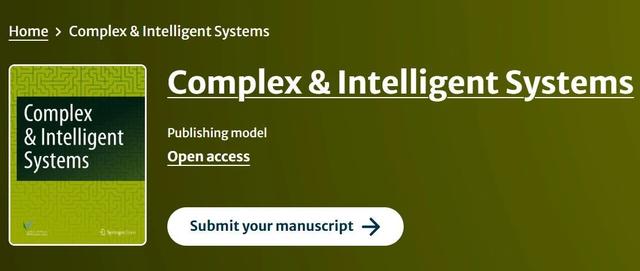 Home > Complex & Intelligent Systems
Complex & Intelligent Systems
Complex
& Intelligent
Systems
Publishing model
Open access
Submit your manuscript →